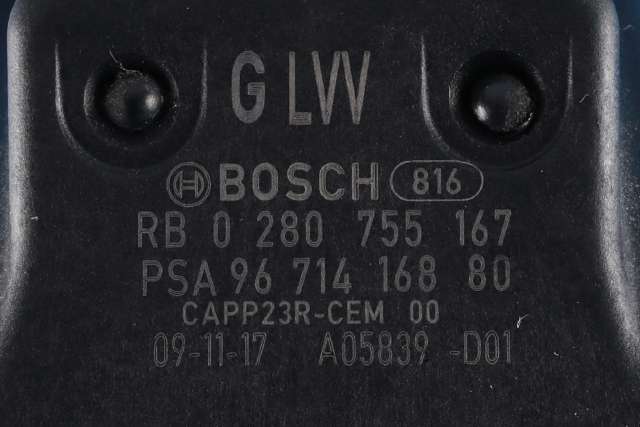 G LVV
BOSCH 816
RB 0 280 755 167
PSA 96 714 168 80
CAPP23R-CEM 00
09-11-17 A05839 -D01